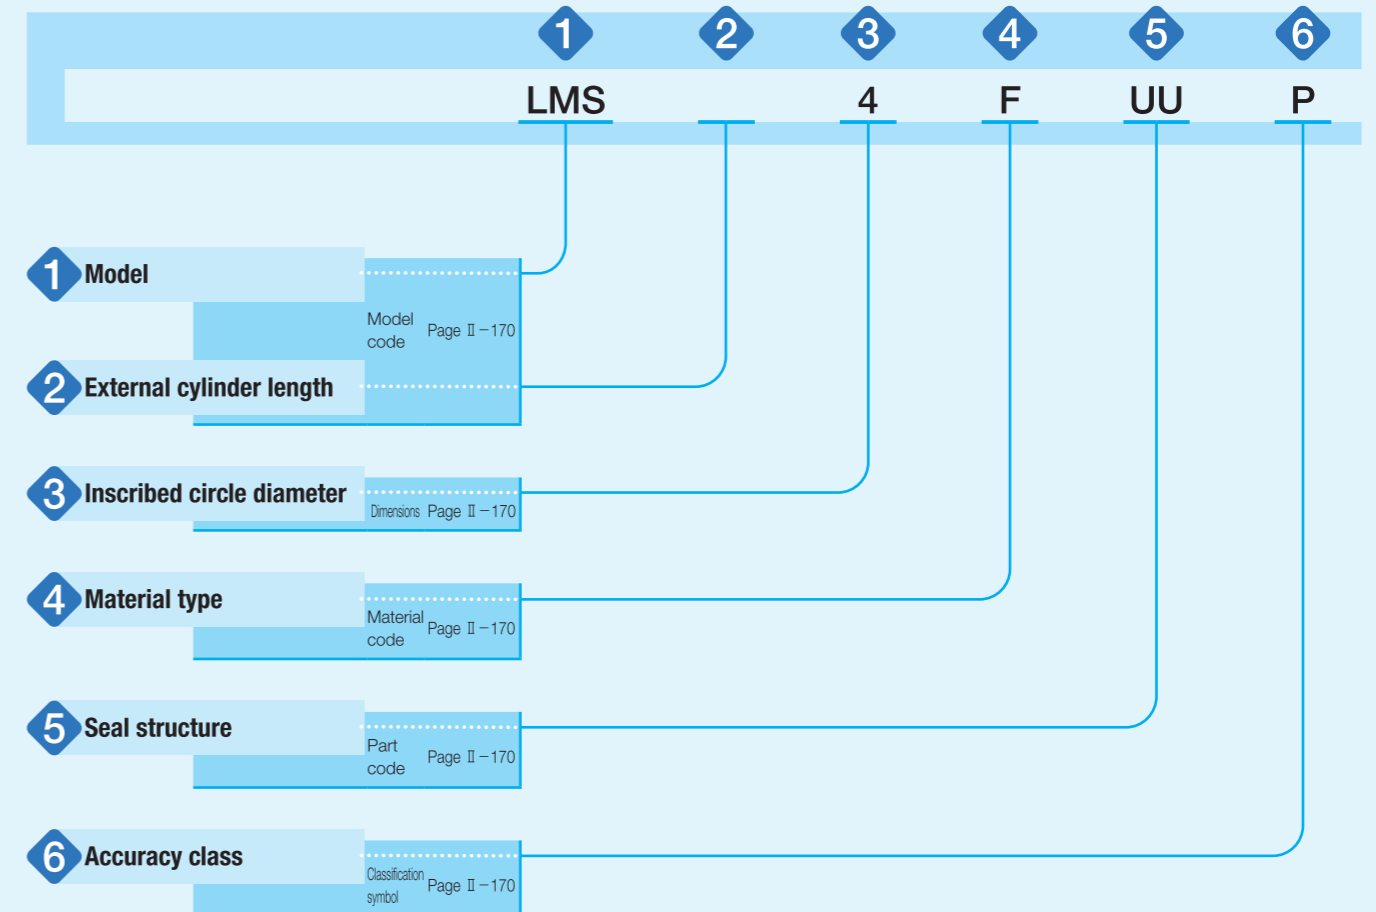 1 2 3 4 5 6
LMS 4 F UU P
1 Model
Model
code
Page Ⅱ－170
2 External cylinder length
3 Inscribed circle diameter
Dimensions Page Ⅱ－170
4 Material type
Material
code
Page Ⅱ－170
5 Seal structure
Part
code
Page Ⅱ－170
6 Accuracy class
Classification
symbol
Page Ⅱ－170